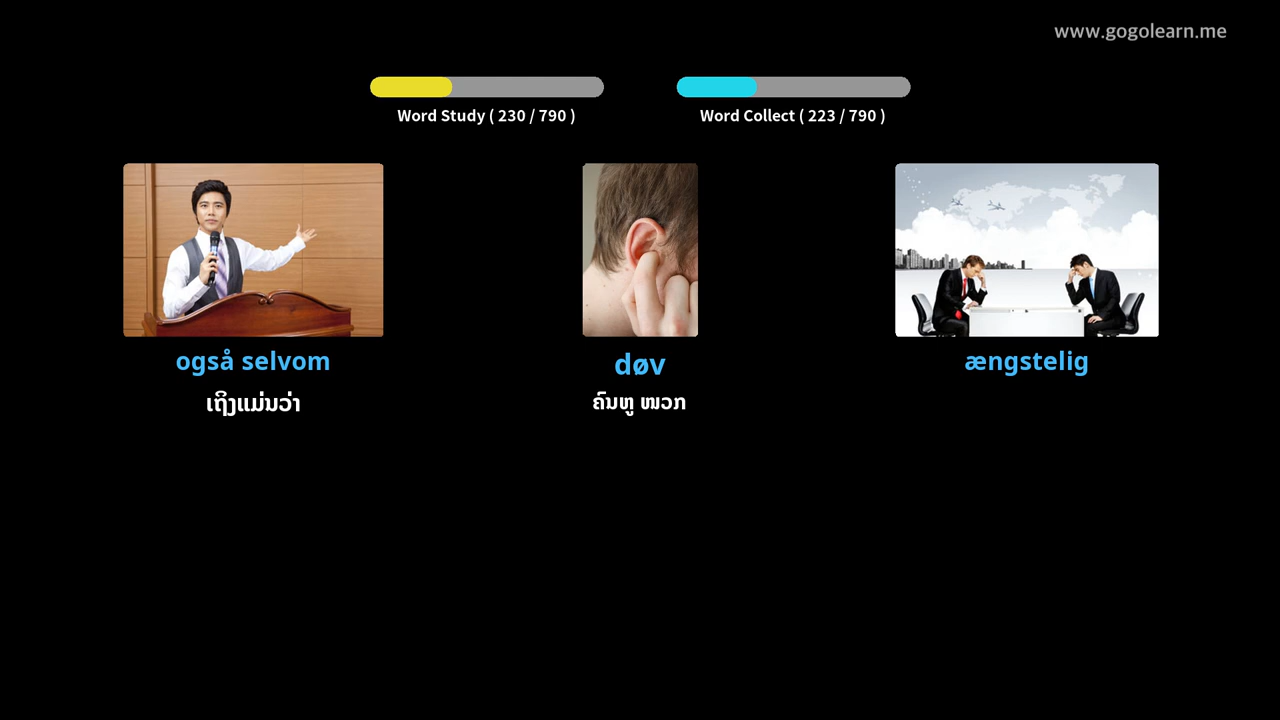 www.gogolearn.me
Word Study ( 230 / 790 )
Word Collect ( 223 / 790 )
også selvom
døv
ængstelig
ເຖິງແມ່ນວ່າ
ຄົນຫູ ໜວກ